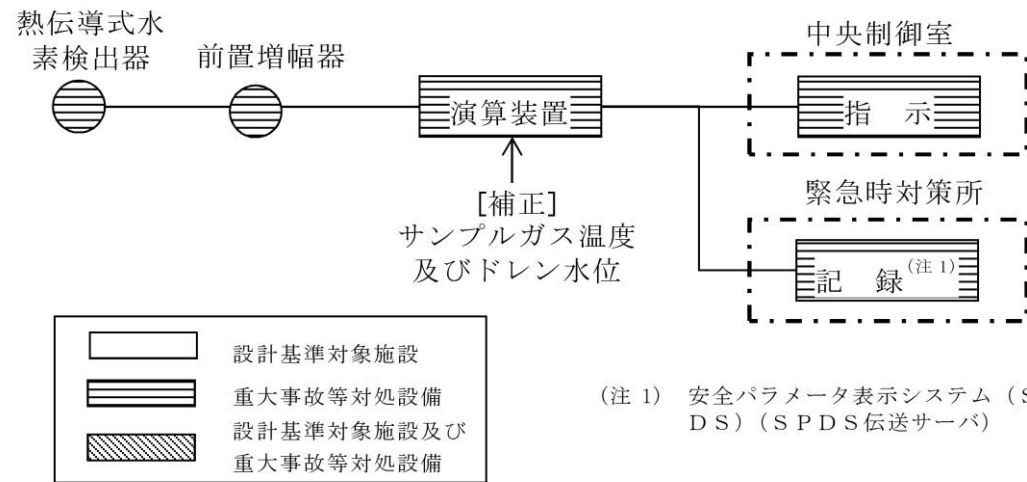 熱伝導式水
素検出器
前置増幅器
中央制御室
演算装置
指 示
[補正]
サンプルガス温度
及びドレン水位
緊急時対策所
記 録(注 1)
設計基準対象施設
重大事故等対処設備
設計基準対象施設及び
重大事故等対処設備
(注 1) 安全パラメータ表示システム(S
DS)(SPDS伝送サーバ)